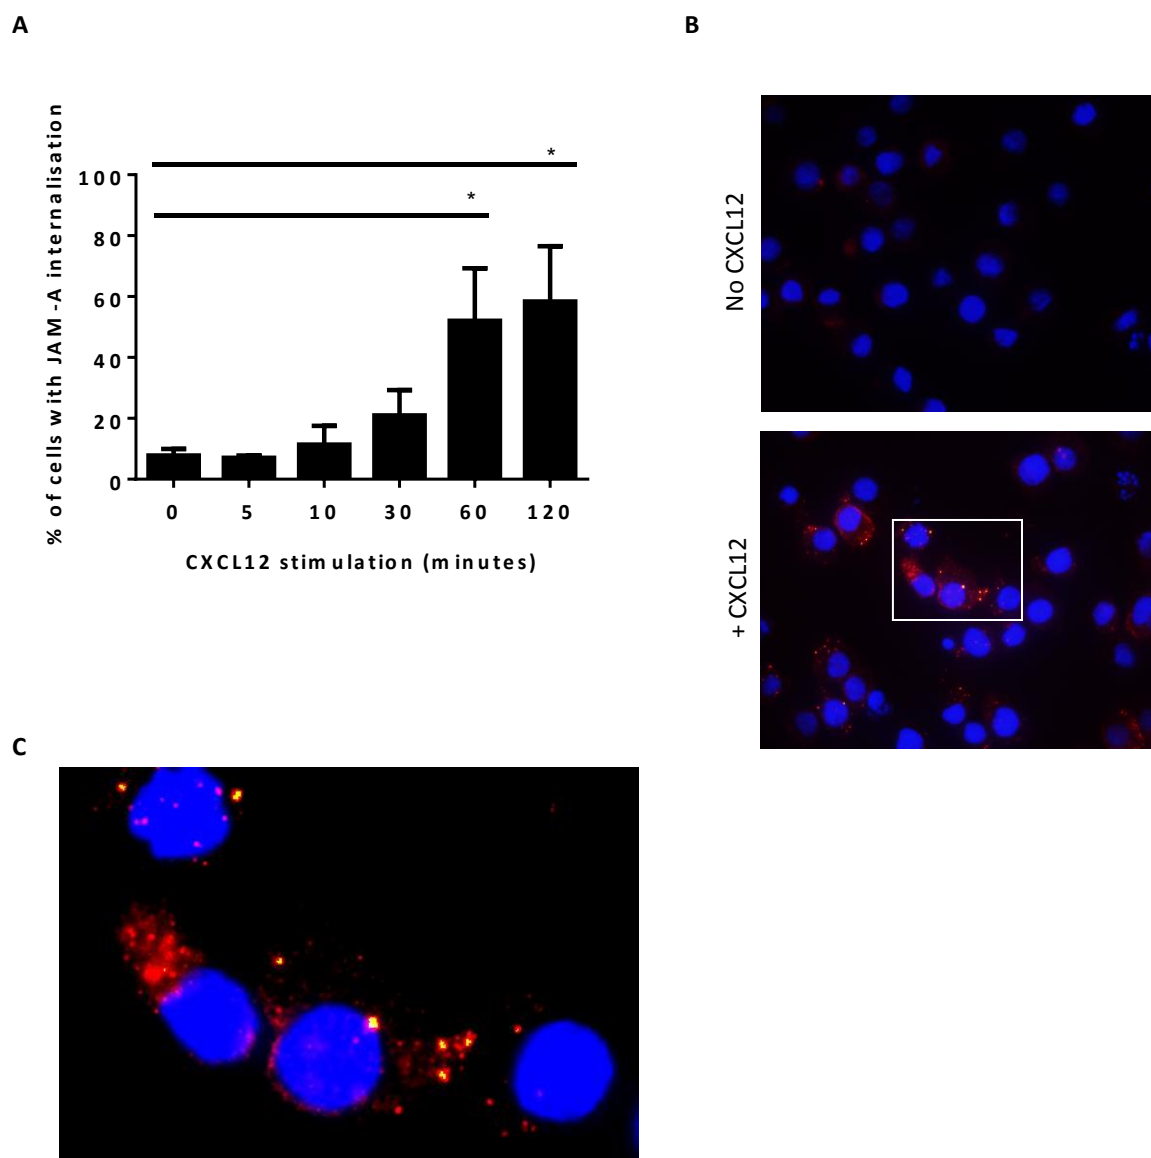 A
B
% of cells with JAM-A internalisation
*
*
100
80
60
40
20
0
0 5 10 30 60 120
CXCL12 stimulation (minutes)
No CXCL12
+ CXCL12
C